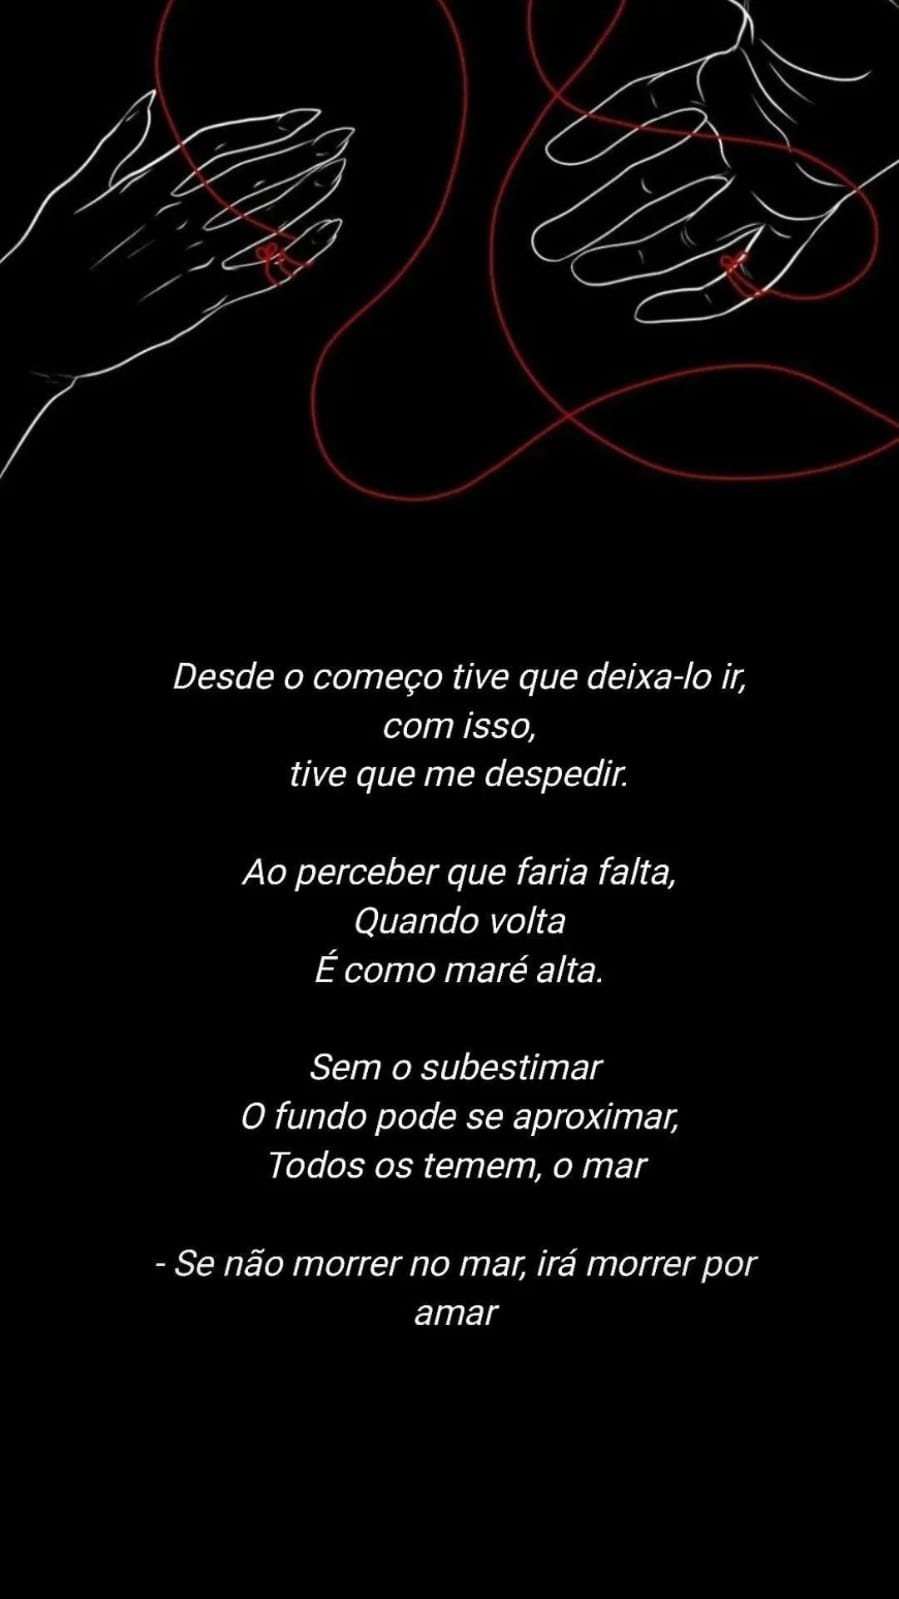 Desde o começo tive que deixa-lo ir,
com isso,
tive que me despedir.
Ao perceber que faria falta,
Quando volta
É como maré alta.
Sem o subestimar
O fundo pode se aproximar,
Todos os temem, o mar
- Se não morrer no mar, irá morrer por
amar